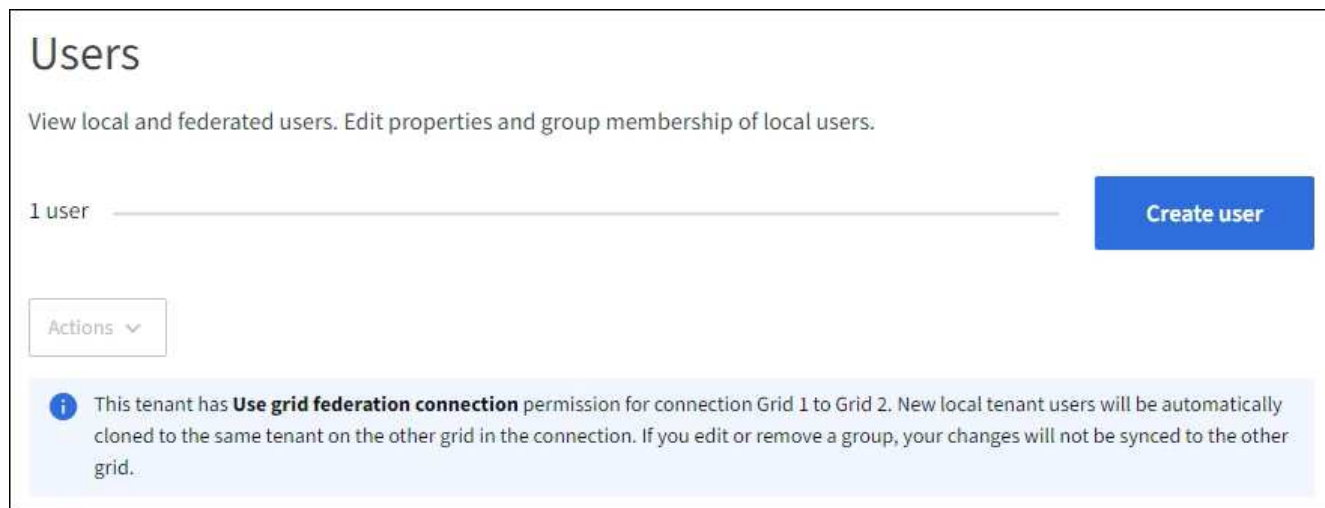 Users
View local and federated users. Edit properties and group membership of local users.
1 user
Create user
Actions
This tenant has Use grid federation connection permission for connection Grid 1 to Grid 2. New local tenant users will be automatically
cloned to the same tenant on the other grid in the connection. If you edit or remove a group, your changes will not be synced to the other
grid.